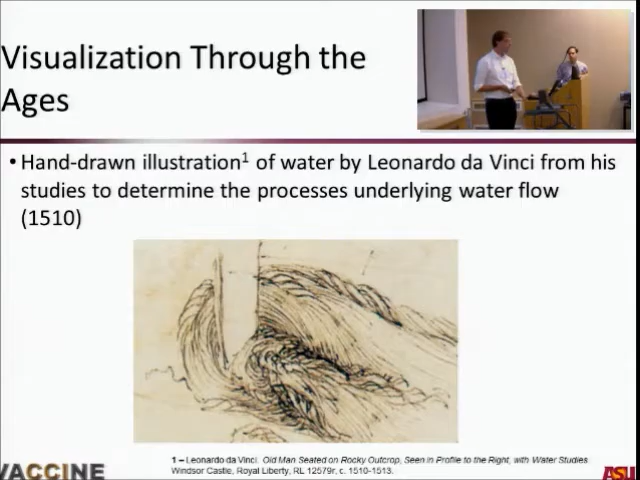 Visualization Through the
Ages
• Hand-drawn illustration1 of water by Leonardo da Vinci from his
studies to determine the processes underlying water flow
(1510)
1 – Leonardo da Vinci. Old Man Seated on Rocky Outcrop, Seen in Profile to the Right, with Water Studies.
Windsor Castle, Royal Liberty, RL 12579r, c. 1510-1513.
VACCINE
ASU